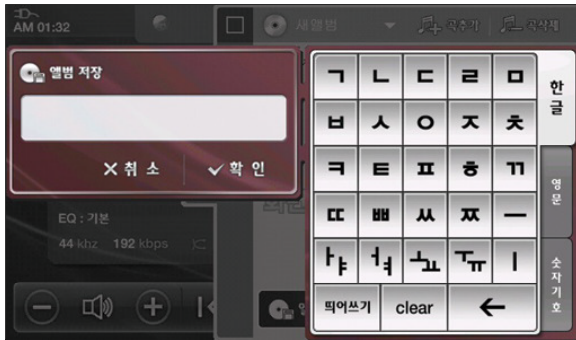 AM 01:32
새앨범
곡추가
곡삭제
앨범 저장
취 소
확 인
EQ : 기본
44 khz 192 kbps
ㄱ ㄴ ㄷ ㄹ ㅁ
ㅂ ㅅ ㅇ ㅈ ㅊ
ㅋ ㅌ ㅍ ㅎ ㄲ
ㄸ ㅃ ㅆ ㅉ ㅡ
ㅏㅑ ㅓㅕ ㅗㅛ ㅜㅠ ㅣ
띄어쓰기 clear ←
한글
영문
숫자기호